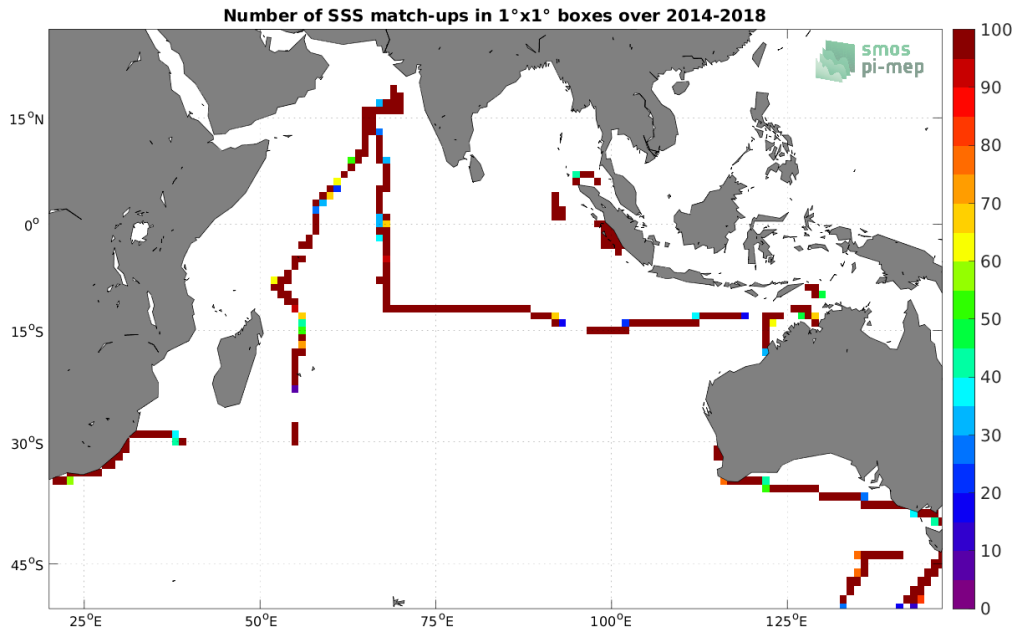 Number of SSS match-ups in 1°x1° boxes over 2014-2018
smos
pi-mep
100
90
80
70
60
50
40
30
20
10
0
15°N
0°
15°S
30°S
45°S
25°E
50°E
75°E
100°E
125°E